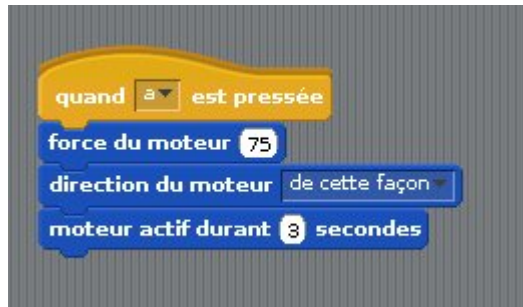 quand a est pressée
force du moteur 75
direction du moteur de cette façon
moteur actif durant 3 secondes